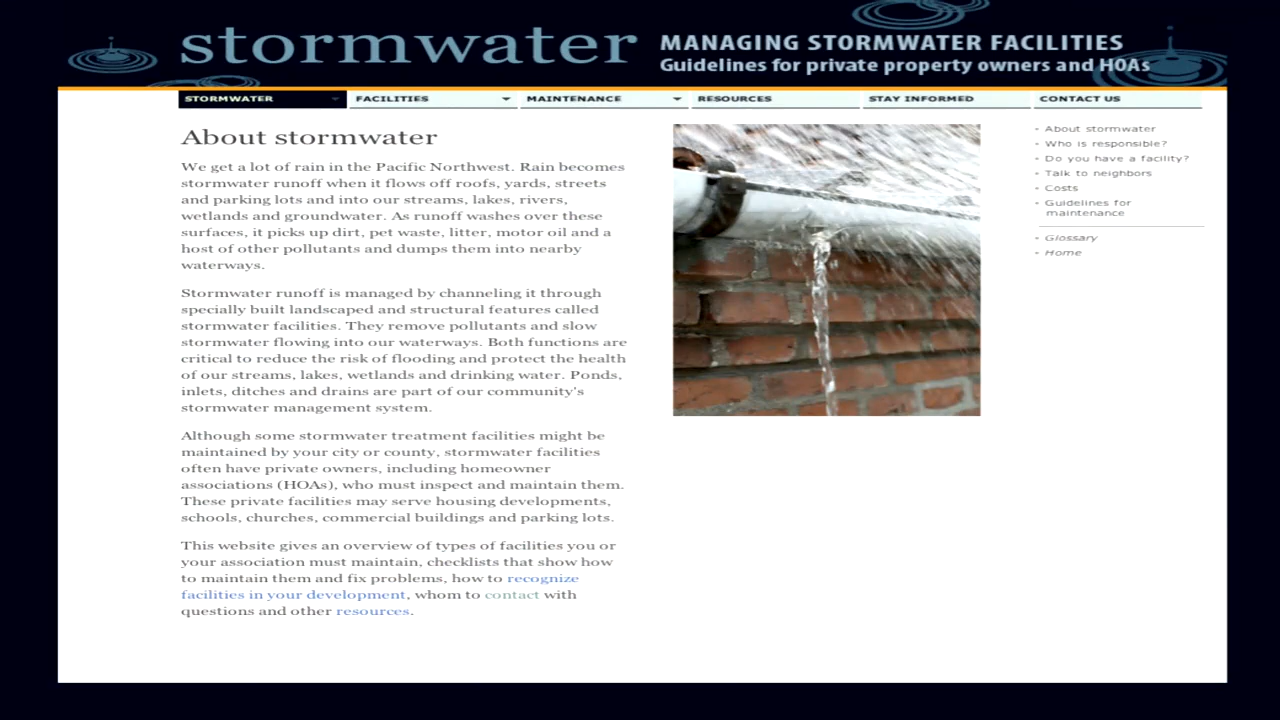 stormwater
MANAGING STORMWATER FACILITIES
Guidelines for private property owners and HOAs
STORMWATER
FACILITIES
MAINTENANCE
RESOURCES
STAY INFORMED
CONTACT US
About stormwater
We get a lot of rain in the Pacific Northwest. Rain becomes
stormwater runoff when it flows off roofs, yards, streets
and parking lots and into our streams, lakes, rivers,
wetlands and groundwater. As runoff washes over these
surfaces, it picks up dirt, pet waste, litter, motor oil and a
host of other pollutants and dumps them into nearby
waterways.
Stormwater runoff is managed by channeling it through
specially built landscaped and structural features called
stormwater facilities. They remove pollutants and slow
stormwater flowing into our waterways. Both functions are
critical to reduce the risk of flooding and protect the health
of our streams, lakes, wetlands and drinking water. Ponds,
inlets, ditches and drains are part of our community's
stormwater management system.
Although some stormwater treatment facilities might be
maintained by your city or county, stormwater facilities
often have private owners, including homeowner
associations (HOAs), who must inspect and maintain them.
These private facilities may serve housing developments,
schools, churches, commercial buildings and parking lots.
This website gives an overview of types of facilities you or
your association must maintain, checklists that show how
to maintain them and fix problems, how to recognize
facilities in your development, whom to contact with
questions and other resources.
- About stormwater
- Who is responsible?
- Do you have a facility?
- Talk to neighbors
- Costs
- Guidelines for
maintenance
- Glossary
- Home